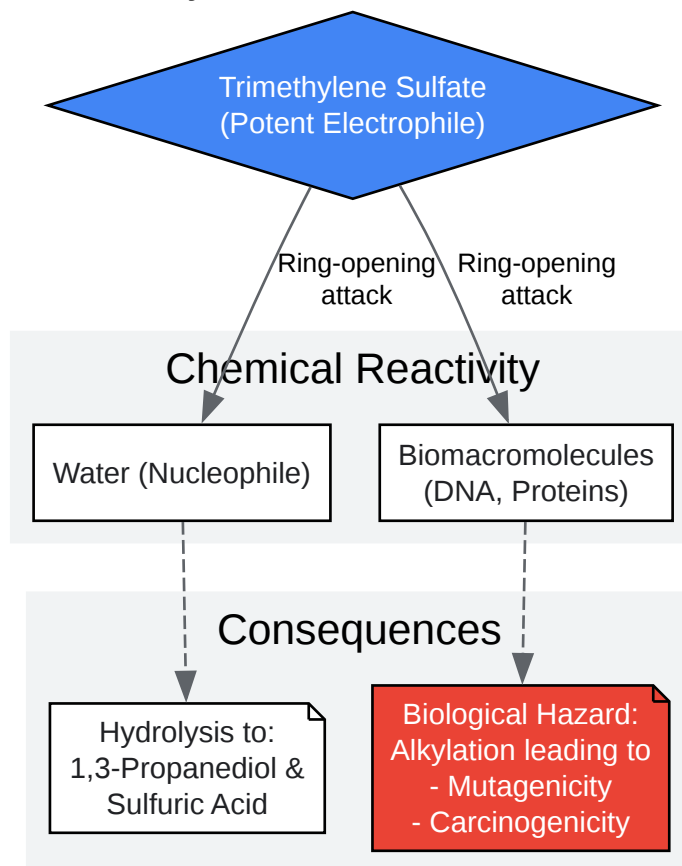 Trimethylene Sulfate
(Potent Electrophile)
Ring-opening
attack
Ring-opening
attack
Chemical Reactivity
Water (Nucleophile)
Biomacromolecules
(DNA, Proteins)
Consequences
Hydrolysis to:
1,3-Propanediol &
Sulfuric Acid
Biological Hazard:
Alkylation leading to
- Mutagenicity
- Carcinogenicity